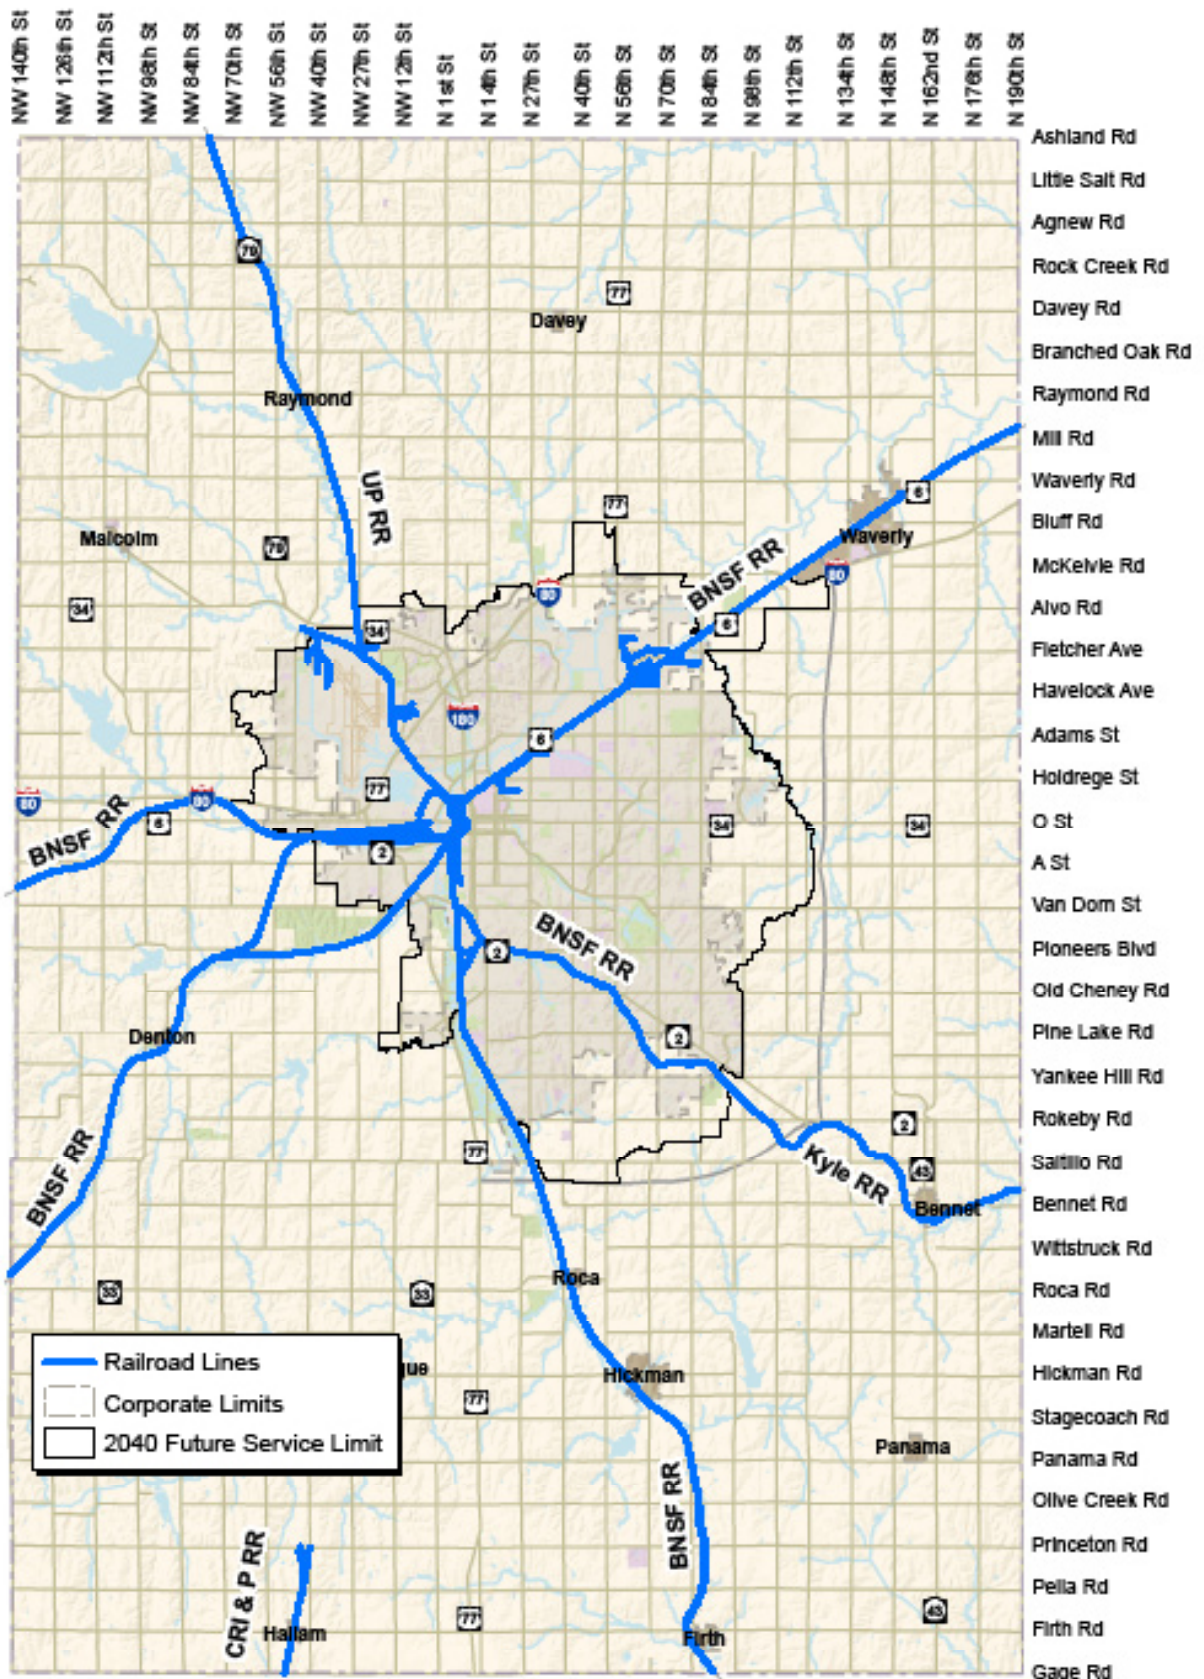 NW 140th St
NW 126th St
NW 112th St
NW 98th St
NW 84th St
NW 70th St
NW 56th St
NW 40th St
NW 27th St
NW 12th St
N 1st St
N 14th St
N 27th St
N 40th St
N 56th St
N 70th St
N 84th St
N 98th St
N 112th St
N 134th St
N 148th St
N 162nd St
N 176th St
N 190th St
Ashland Rd
Little Salt Rd
Agnew Rd
79
Rock Creek Rd
77
Davey Rd
Davey
Branched Oak Rd
Raymond Rd
Raymond
Mill Rd
Waverly Rd
6
UP RR
77
Bluff Rd
Malcolm
79
Waverly
McKelvie Rd
BNSF RR
80
80
34
Alvo Rd
34
6
Fletcher Ave
Havelock Ave
180
Adams St
6
Holdrege St
77
80
80
BNSF RR
6
34
34
O St
2
A St
Van Dorn St
BNSF RR
2
Pioneers Blvd
Old Cheney Rd
Denton
2
Pine Lake Rd
Yankee Hill Rd
2
Rokeby Rd
77
Saltillo Rd
43
BNSF RR
Kyle RR
Bennet
Bennet Rd
Wittstruck Rd
Roca
33
33
Roca Rd
Martell Rd
Railroad Lines
Corporate Limits
2040 Future Service Limit
gue
Hickman
Hickman Rd
77
Stagecoach Rd
Panama
Panama Rd
BNSF RR
Olive Creek Rd
Princeton Rd
CRI & P RR
Pella Rd
43
77
Firth Rd
Hallam
Firth
Gage Rd